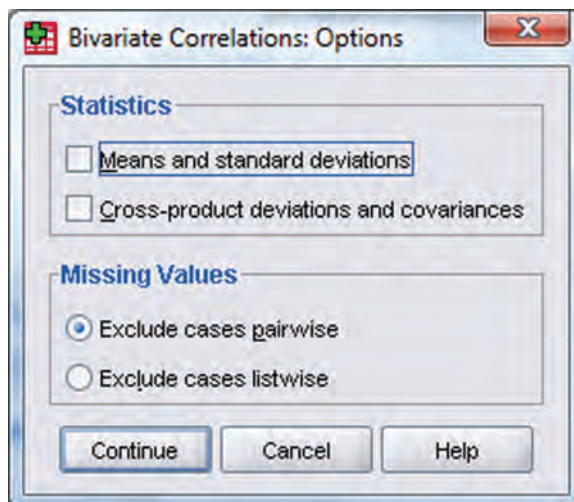 Bivariate Correlations: Options
Statistics
Means and standard deviations
Cross-product deviations and covariances
Missing Values
Exclude cases pairwise
Exclude cases listwise
Continue Cancel Help